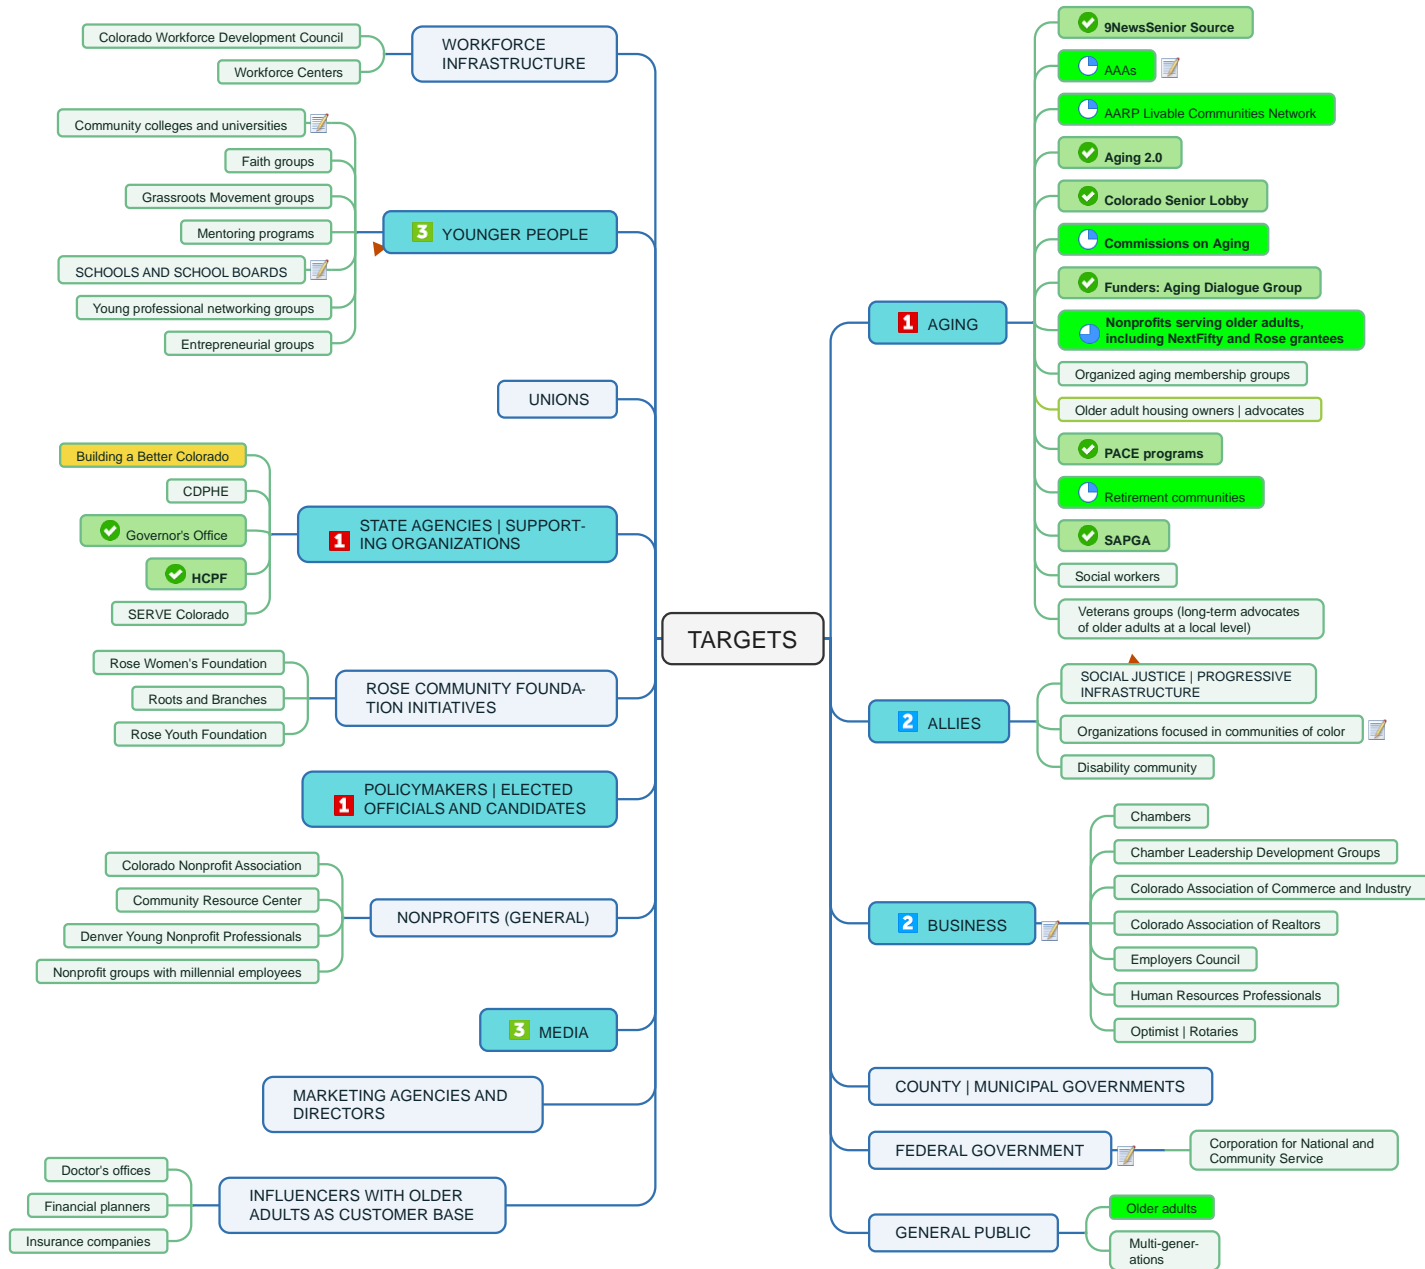 TARGETS
WORKFORCE
INFRASTRUCTURE
Colorado Workforce Development Council
Workforce Centers
3 YOUNGER PEOPLE
Community colleges and universities
Faith groups
Grassroots Movement groups
Mentoring programs
SCHOOLS AND SCHOOL BOARDS
Young professional networking groups
Entrepreneurial groups
UNIONS
1 STATE AGENCIES | SUPPORT-
ING ORGANIZATIONS
Building a Better Colorado
CDPHE
Governor's Office
HCPF
SERVE Colorado
ROSE COMMUNITY FOUNDA-
TION INITIATIVES
Rose Women's Foundation
Roots and Branches
Rose Youth Foundation
1 POLICYMAKERS | ELECTED
OFFICIALS AND CANDIDATES
NONPROFITS (GENERAL)
Colorado Nonprofit Association
Community Resource Center
Denver Young Nonprofit Professionals
Nonprofit groups with millennial employees
3 MEDIA
MARKETING AGENCIES AND
DIRECTORS
INFLUENCERS WITH OLDER
ADULTS AS CUSTOMER BASE
Doctor's offices
Financial planners
Insurance companies
1 AGING
9NewsSenior Source
AAAs
AARP Livable Communities Network
Aging 2.0
Colorado Senior Lobby
Commissions on Aging
Funders: Aging Dialogue Group
Nonprofits serving older adults,
including NextFifty and Rose grantees
Organized aging membership groups
Older adult housing owners | advocates
PACE programs
Retirement communities
SAPGA
Social workers
Veterans groups (long-term advocates
of older adults at a local level)
2 ALLIES
SOCIAL JUSTICE | PROGRESSIVE
INFRASTRUCTURE
Organizations focused in communities of color
Disability community
2 BUSINESS
Chambers
Chamber Leadership Development Groups
Colorado Association of Commerce and Industry
Colorado Association of Realtors
Employers Council
Human Resources Professionals
Optimist | Rotaries
COUNTY | MUNICIPAL GOVERNMENTS
FEDERAL GOVERNMENT
Corporation for National and
Community Service
GENERAL PUBLIC
Older adults
Multi-gener-
ations